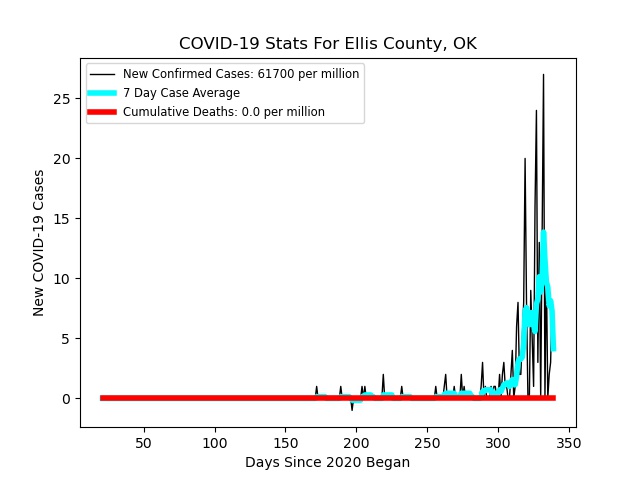 COVID-19 Stats For Ellis County, OK
New Confirmed Cases: 61700 per million
7 Day Case Average
Cumulative Deaths: 0.0 per million
New COVID-19 Cases
25
20
15
10
5
0
50 100 150 200 250 300 350
Days Since 2020 Began